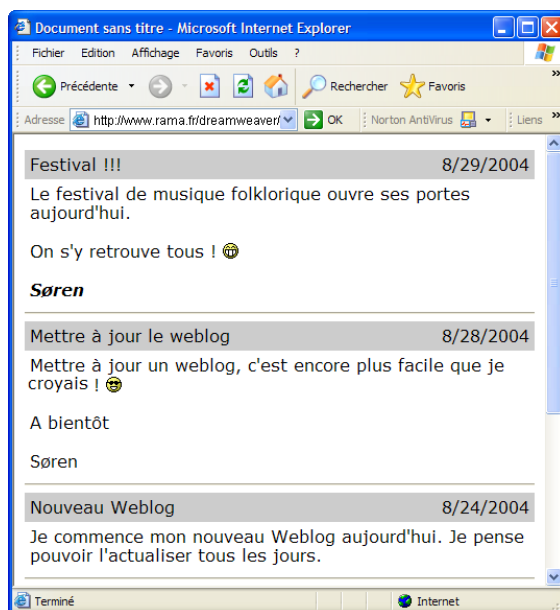 Document sans titre - Microsoft Internet Explorer
Fichier Edition Affichage Favoris Outils ?
Précédente Rechercher Favoris »
Adresse http://www.rama.fr/dreamweaver/ OK Norton AntiVirus Liens »
Festival !!! 8/29/2004
Le festival de musique folklorique ouvre ses portes
aujourd'hui.
On s'y retrouve tous !
Søren
Mettre à jour le weblog 8/28/2004
Mettre à jour un weblog, c'est encore plus facile que je
croyais !
A bientôt
Søren
Nouveau Weblog 8/24/2004
Je commence mon nouveau Weblog aujourd'hui. Je pense
pouvoir l'actualiser tous les jours.
Terminé Internet